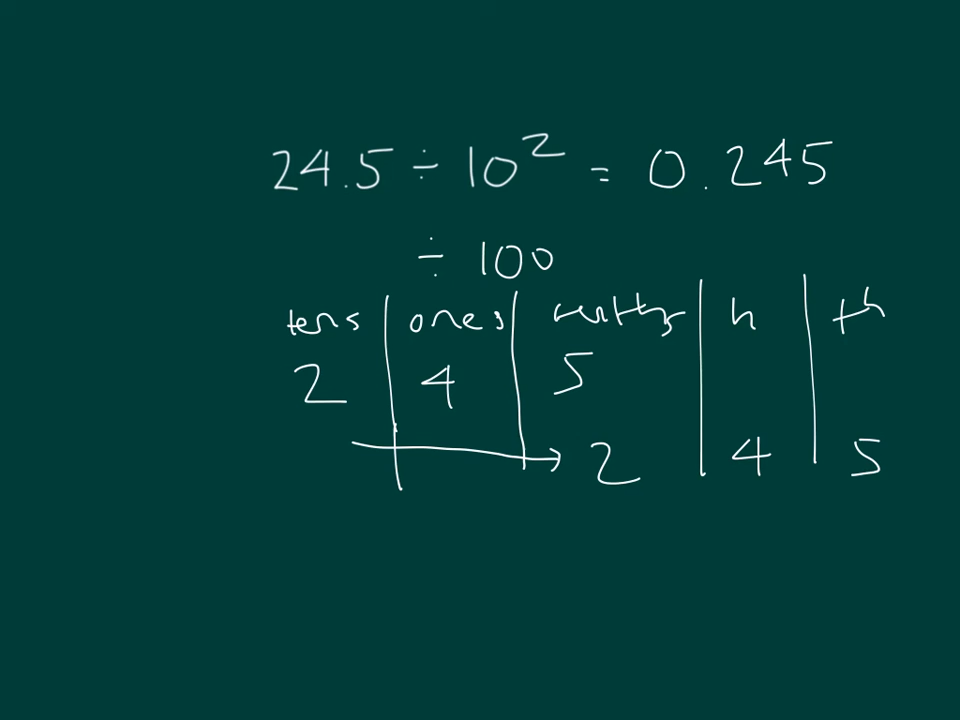 24.5 ÷ 10² = 0.245
÷ 100
tens ones tenths h th
2 4 5
2 4 5